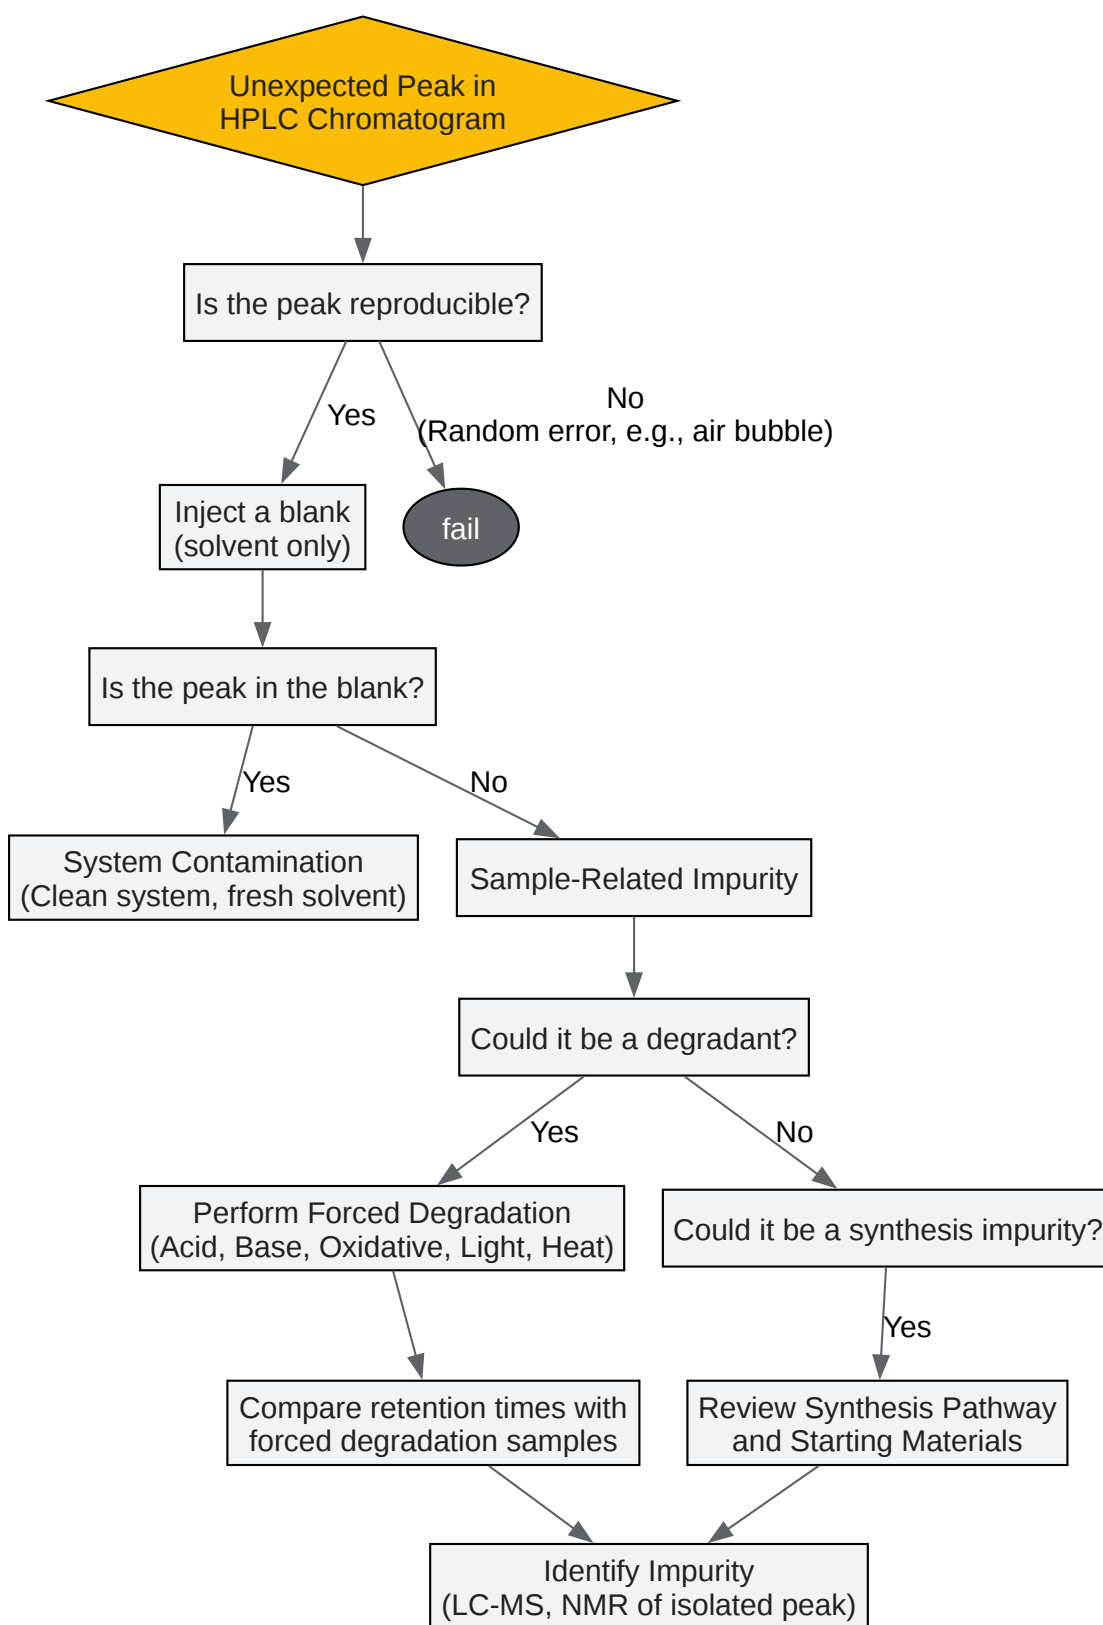 Unexpected Peak in
HPLC Chromatogram
Is the peak reproducible?
Yes
No
(Random error, e.g., air bubble)
Inject a blank
(solvent only)
fail
Is the peak in the blank?
Yes
No
System Contamination
(Clean system, fresh solvent)
Sample-Related Impurity
Could it be a degradant?
Yes
No
Perform Forced Degradation
(Acid, Base, Oxidative, Light, Heat)
Could it be a synthesis impurity?
Yes
Compare retention times with
forced degradation samples
Review Synthesis Pathway
and Starting Materials
Identify Impurity
(LC-MS, NMR of isolated peak)